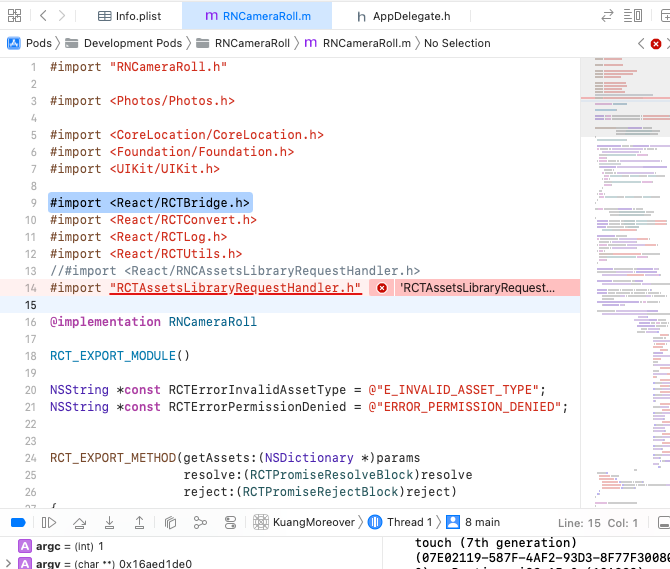 Info.plist
m RNCameraRoll.m
h AppDelegate.h
Pods
Development Pods
RNCameraRoll
m RNCameraRoll.m
No Selection
1 #import "RNCameraRoll.h"
2
3 #import <Photos/Photos.h>
4
5 #import <CoreLocation/CoreLocation.h>
6 #import <Foundation/Foundation.h>
7 #import <UIKit/UIKit.h>
8
9 #import <React/RCTBridge.h>
10 #import <React/RCTConvert.h>
11 #import <React/RCTLog.h>
12 #import <React/RCTUtils.h>
13 //#import <React/RNCAssetsLibraryRequestHandler.h>
14 #import "RCTAssetsLibraryRequestHandler.h" 'RCTAssetsLibraryRequest...
15
16 @implementation RNCameraRoll
17
18 RCT_EXPORT_MODULE()
19
20 NSString *const RCTErrorInvalidAssetType = @"E_INVALID_ASSET_TYPE";
21 NSString *const RCTErrorPermissionDenied = @"ERROR_PERMISSION_DENIED";
22
23
24 RCT_EXPORT_METHOD(getAssets:(NSDictionary *)params
25 resolve:(RCTPromiseResolveBlock)resolve
26 reject:(RCTPromiseRejectBlock)reject)
27 {
KuangMoreover
Thread 1
8 main
Line: 15 Col: 1
A argc = (int) 1
A argv = (char **) 0x16aed1de0
touch (7th generation)
(07E02119-587F-4AF2-93D3-8F77F30080